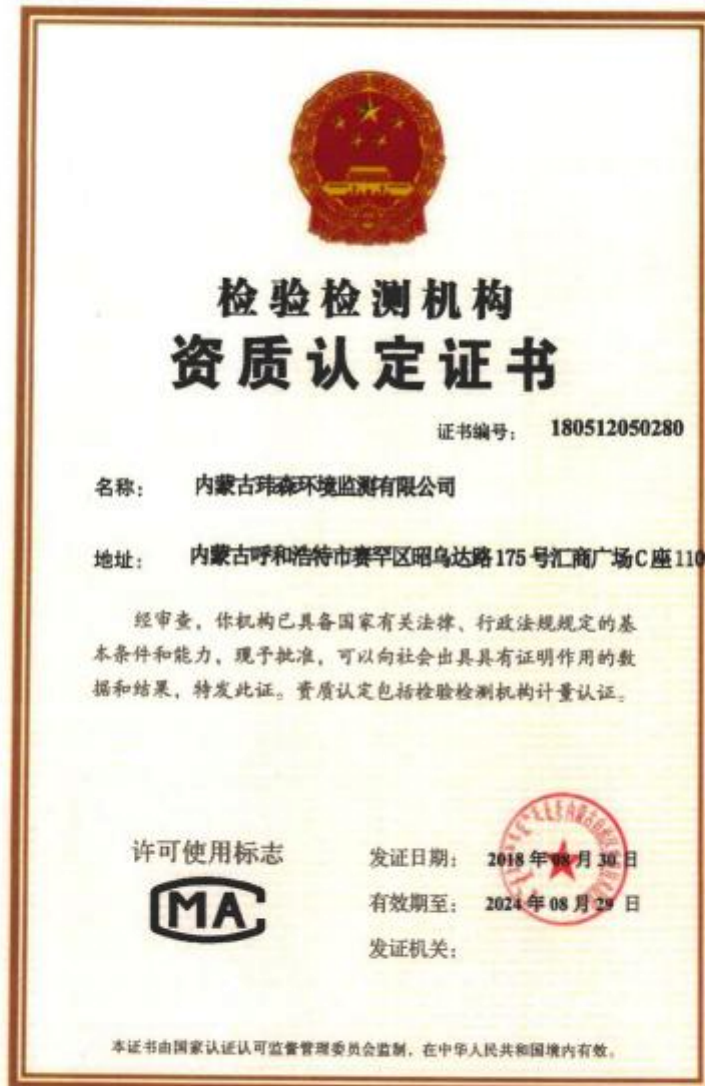 检验检测机构
资质认定证书
证书编号： 180512050280
名称： 内蒙古玮森环境监测有限公司
地址： 内蒙古呼和浩特市赛罕区昭乌达路175号汇商广场C座110
经审查，你机构已具备国家有关法律、行政法规规定的基
本条件和能力，现予批准，可以向社会出具具有证明作用的数
据和结果，特发此证。资质认定包括检验检测机构计量认证。
许可使用标志
MA
发证日期： 2018年08月30日
有效期至： 2024年08月29日
发证机关：
本证书由国家认证认可监督管理委员会监制，在中华人民共和国境内有效。